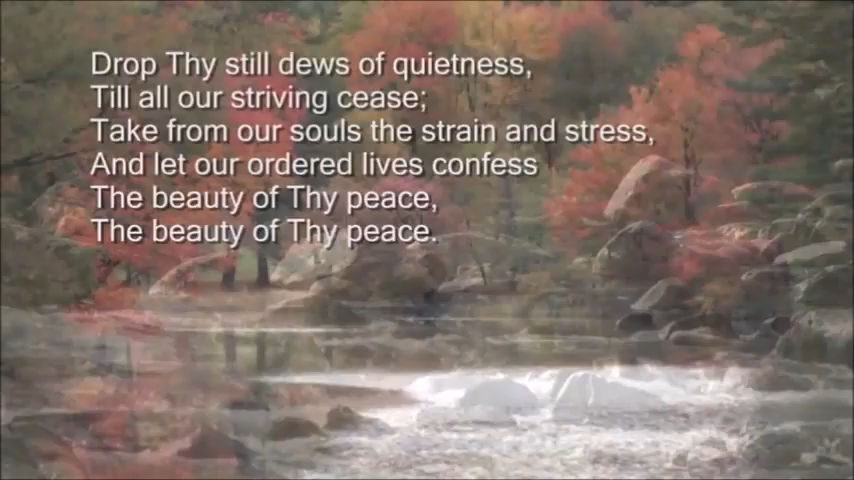 Drop Thy still dews of quietness,
Till all our striving cease;
Take from our souls the strain and stress,
And let our ordered lives confess
The beauty of Thy peace,
The beauty of Thy peace.